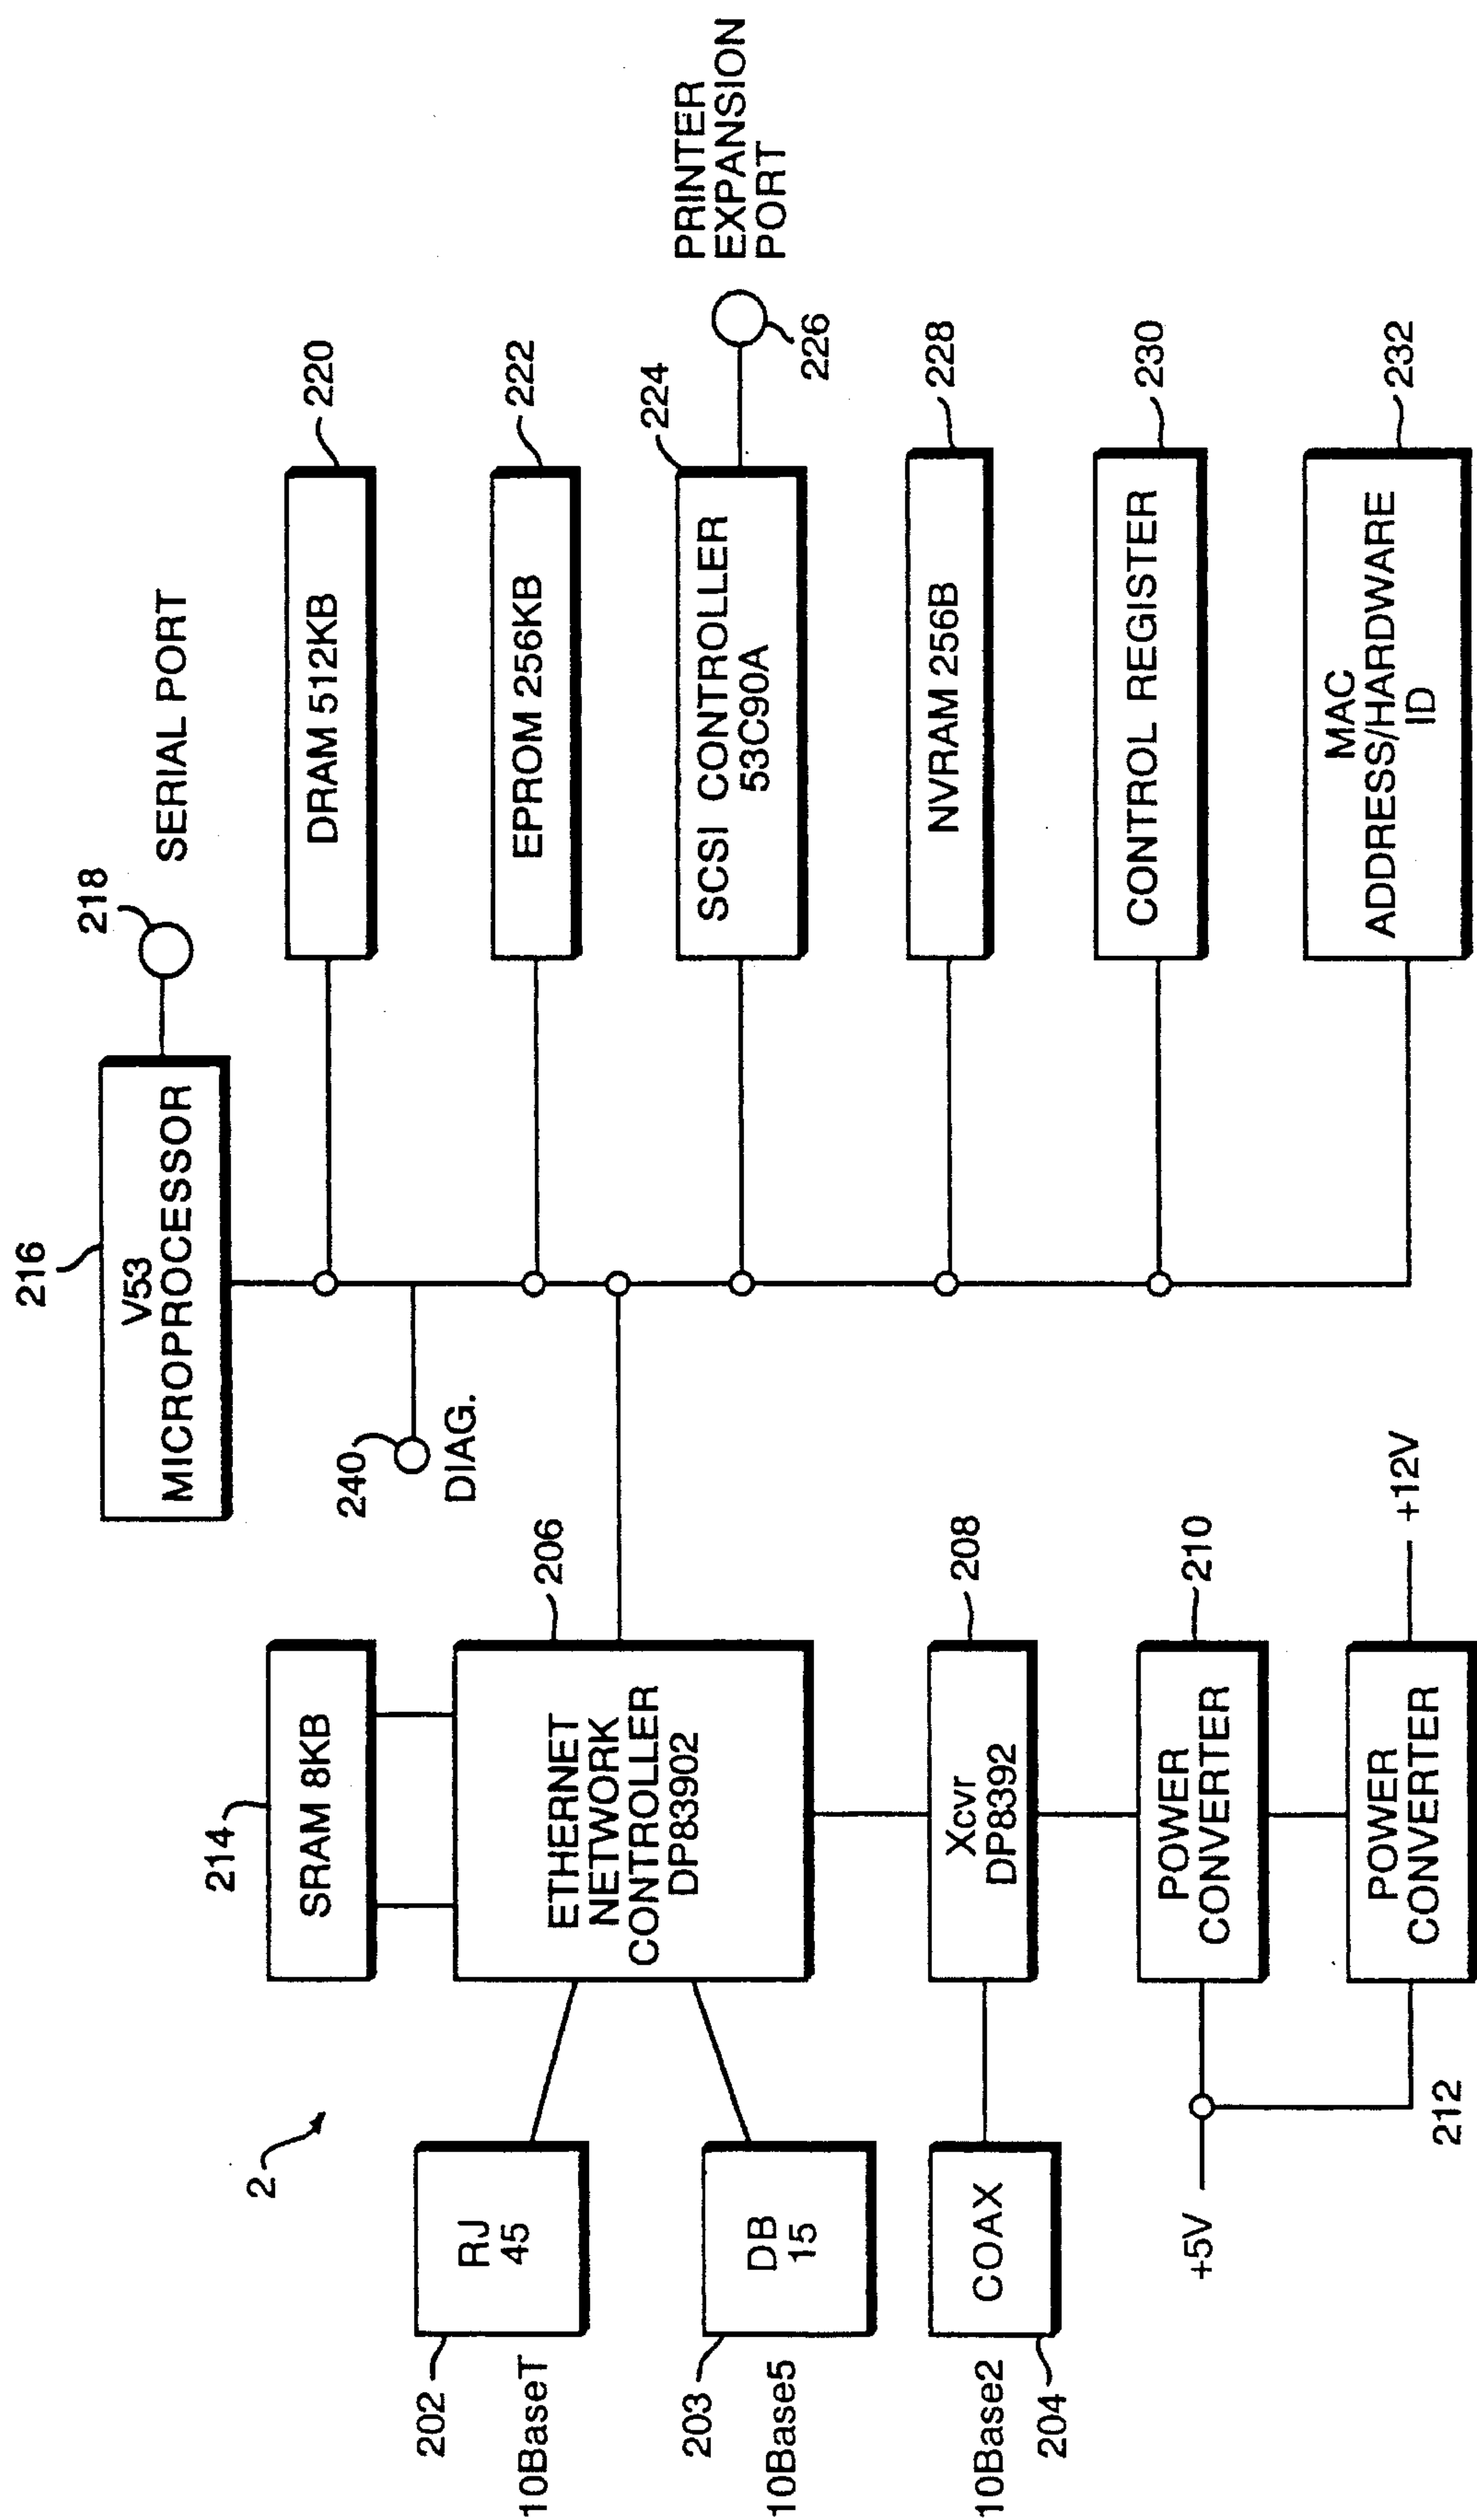 216
V53
MICROPROCESSOR
218
SERIAL PORT
240
DIAG.
220
DRAM 512KB
222
EPROM 256KB
224
SCSI CONTROLLER
53C90A
226
PRINTER
EXPANSION
PORT
228
NVRAM 256B
230
CONTROL REGISTER
232
MAC
ADDRESS/HARDWARE
ID
2
214
SRAM 8KB
206
ETHERNET
NETWORK
CONTROLLER
DP83902
202
RJ
45
10BaseT
203
DB
15
10Base5
204
COAX
10Base2
208
Xcvr
DP8392
210
POWER
CONVERTER
+5V
212
POWER
CONVERTER
+12V